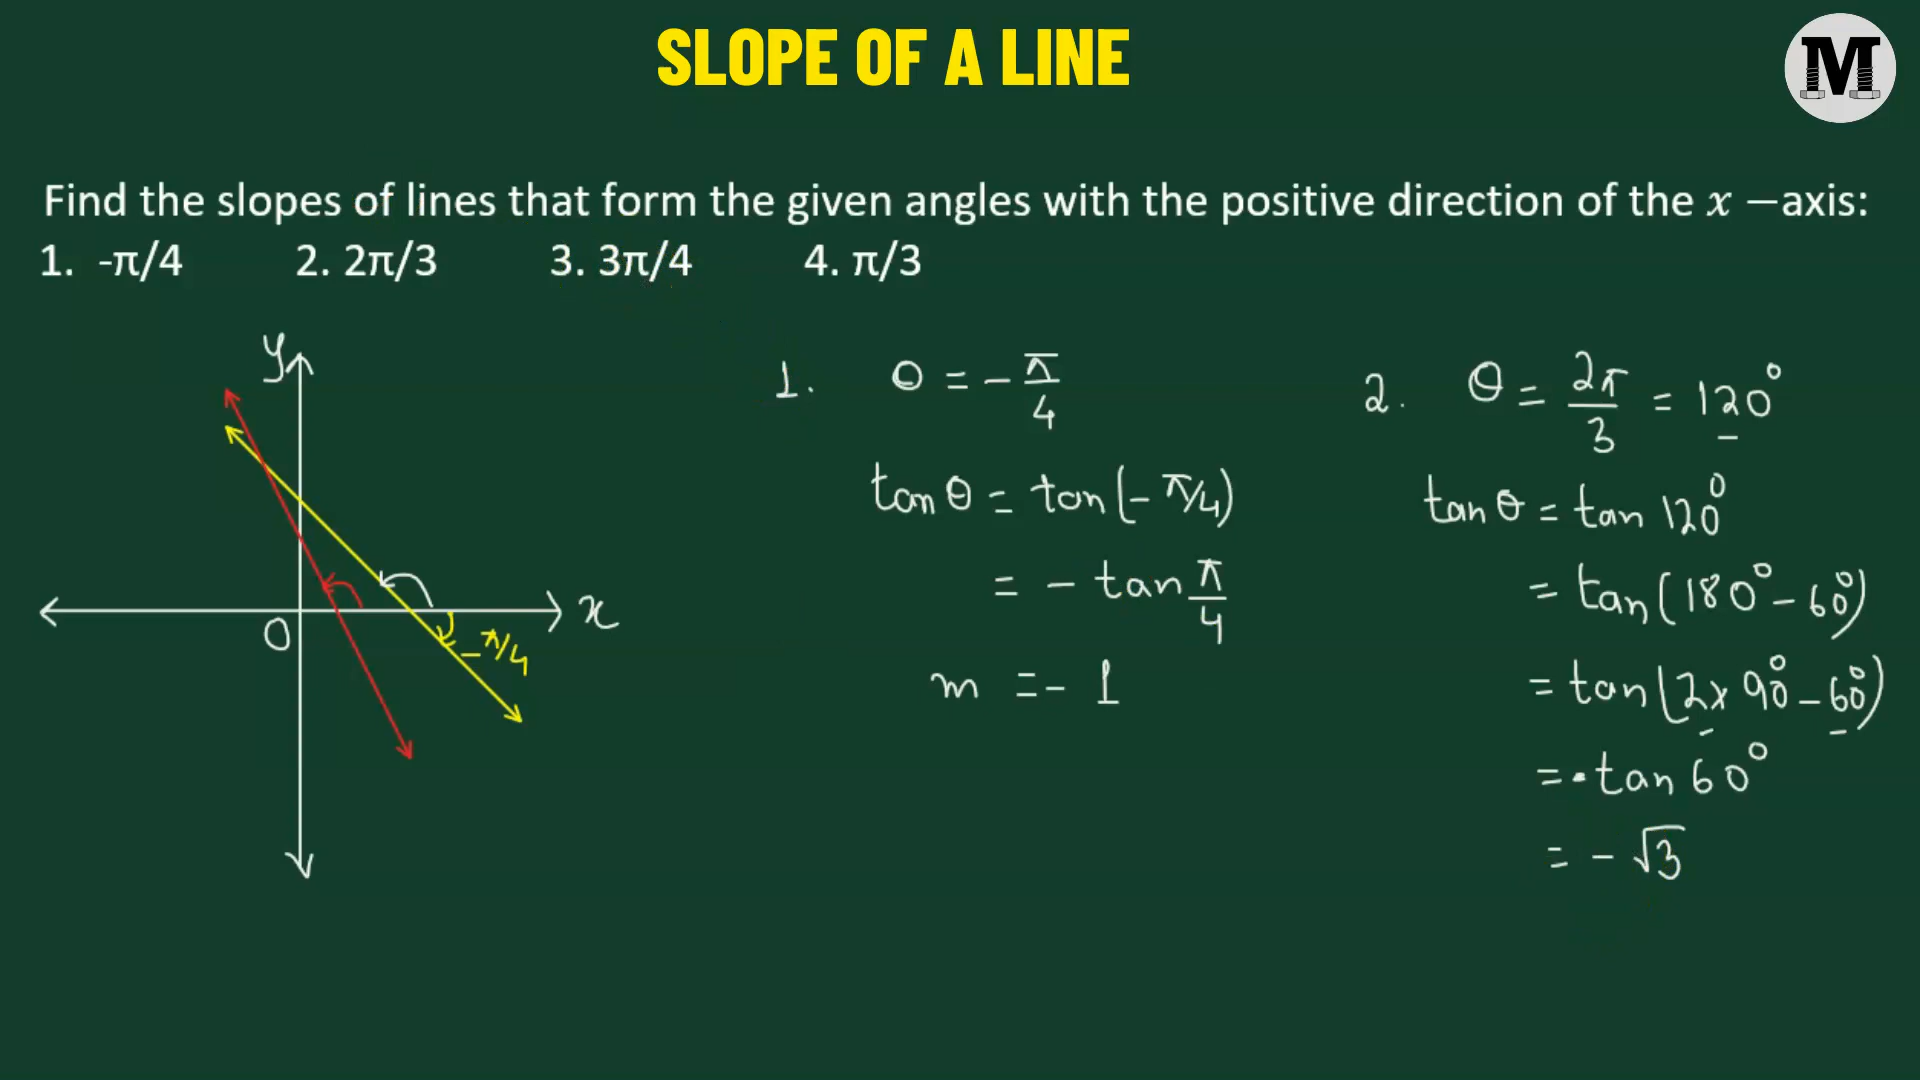 SLOPE OF A LINE
M
Find the slopes of lines that form the given angles with the positive direction of the x −axis:
1. -π/4 2. 2π/3 3. 3π/4 4. π/3
y
x
O
-π/4
1. θ = -π/4
tan θ = tan(-π/4)
= - tan π/4
m = - 1
2. θ = 2π/3 = 120°
tan θ = tan 120°
= tan(180° - 60°)
= tan(2x 90° - 60°)
= - tan 60°
= - √3